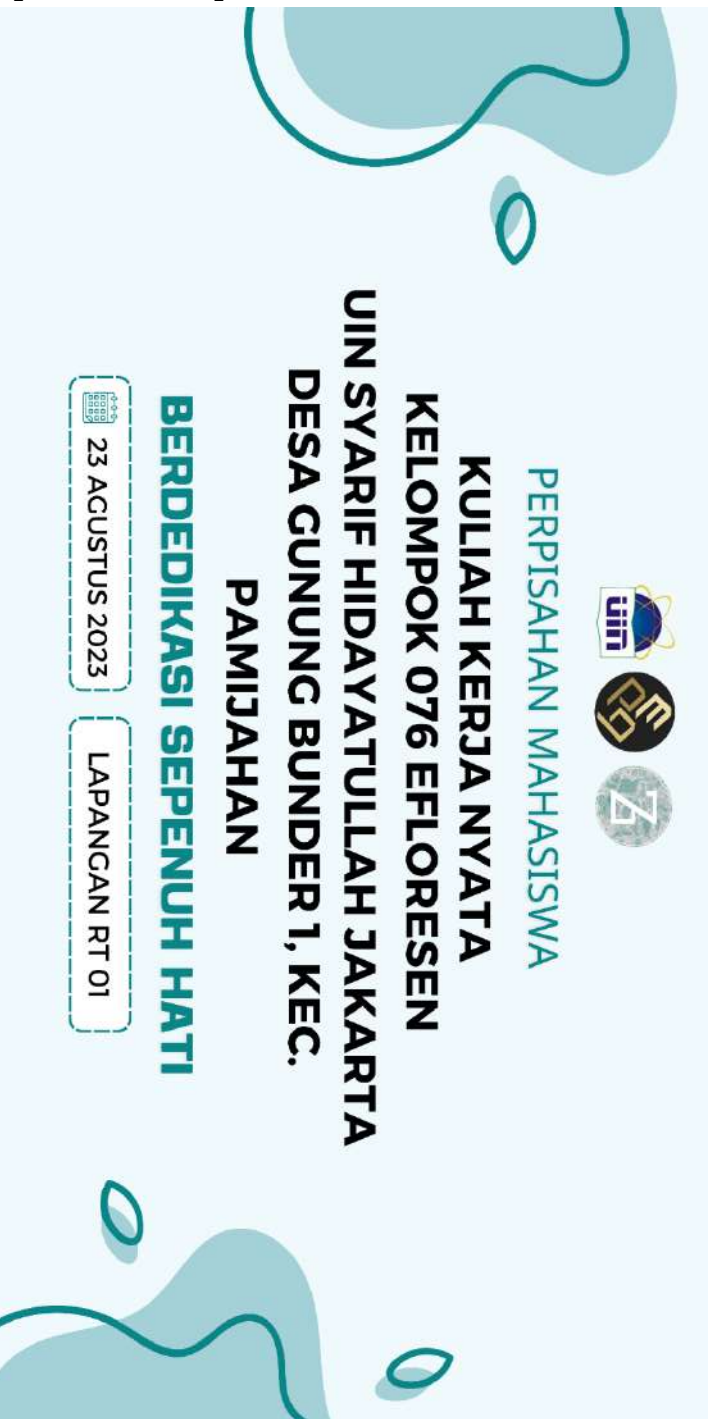 uin
PERPISAHAN MAHASISWA
KULIAH KERJA NYATA
KELOMPOK 076 EFLORESEN
UIN SYARIF HIDAYATULLAH JAKARTA
DESA GUNUNG BUNDER 1, KEC.
PAMIJAHAN
BERDEDIKASI SEPENUH HATI
23 AGUSTUS 2023
LAPANGAN RT 01